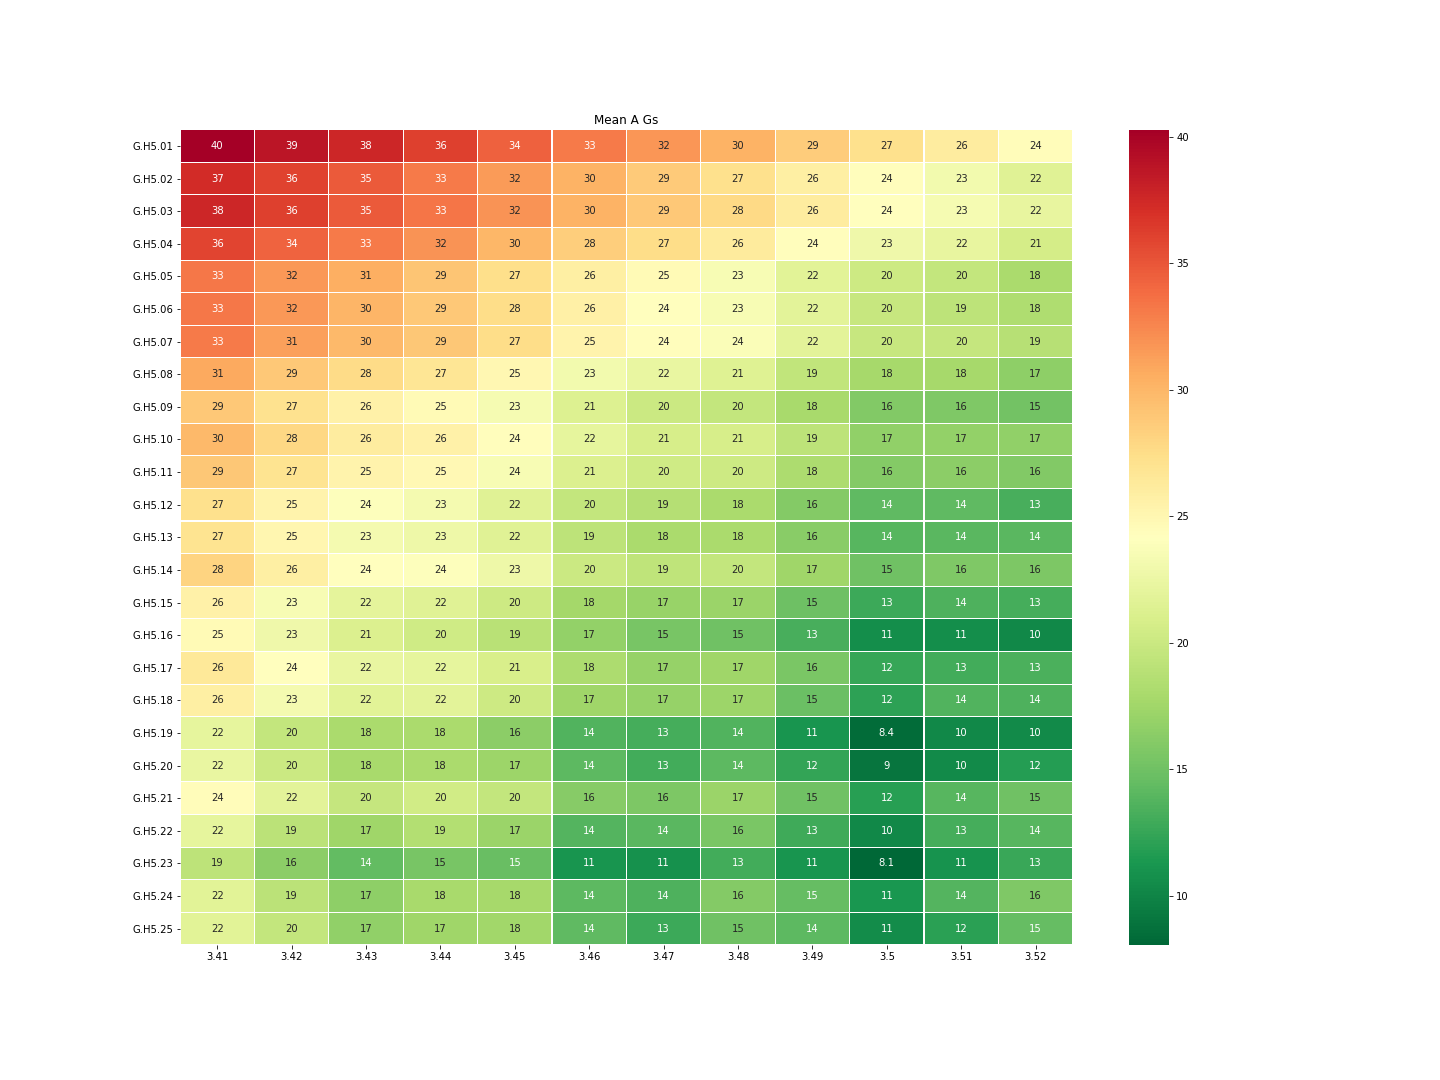 Mean A Gs
G.H5.01 40 39 38 36 34 33 32 30 29 27 26 24
G.H5.02 37 36 35 33 32 30 29 27 26 24 23 22
G.H5.03 38 36 35 33 32 30 29 28 26 24 23 22
G.H5.04 36 34 33 32 30 28 27 26 24 23 22 21
G.H5.05 33 32 31 29 27 26 25 23 22 20 20 18
G.H5.06 33 32 30 29 28 26 24 23 22 20 19 18
G.H5.07 33 31 30 29 27 25 24 24 22 20 20 19
G.H5.08 31 29 28 27 25 23 22 21 19 18 18 17
G.H5.09 29 27 26 25 23 21 20 20 18 16 16 15
G.H5.10 30 28 26 26 24 22 21 21 19 17 17 17
G.H5.11 29 27 25 25 24 21 20 20 18 16 16 16
G.H5.12 27 25 24 23 22 20 19 18 16 14 14 13
G.H5.13 27 25 23 23 22 19 18 18 16 14 14 14
G.H5.14 28 26 24 24 23 20 19 20 17 15 16 16
G.H5.15 26 23 22 22 20 18 17 17 15 13 14 13
G.H5.16 25 23 21 20 19 17 15 15 13 11 11 10
G.H5.17 26 24 22 22 21 18 17 17 16 12 13 13
G.H5.18 26 23 22 22 20 17 17 17 15 12 14 14
G.H5.19 22 20 18 18 16 14 13 14 11 8.4 10 10
G.H5.20 22 20 18 18 17 14 13 14 12 9 10 12
G.H5.21 24 22 20 20 20 16 16 17 15 12 14 15
G.H5.22 22 19 17 19 17 14 14 16 13 10 13 14
G.H5.23 19 16 14 15 15 11 11 13 11 8.1 11 13
G.H5.24 22 19 17 18 18 14 14 16 15 11 14 16
G.H5.25 22 20 17 17 18 14 13 15 14 11 12 15
3.41 3.42 3.43 3.44 3.45 3.46 3.47 3.48 3.49 3.5 3.51 3.52
40
35
30
25
20
15
10